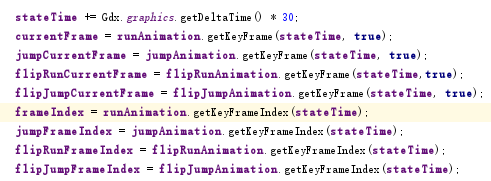 stateTime += Gdx.graphics.getDeltaTime() * 30;
currentFrame = runAnimation.getKeyFrame(stateTime, true);
jumpCurrentFrame = jumpAnimation.getKeyFrame(stateTime, true);
flipRunCurrentFrame = flipRunAnimation.getKeyFrame(stateTime,true);
flipJumpCurrentFrame = flipJumpAnimation.getKeyFrame(stateTime, true);
frameIndex = runAnimation.getKeyFrameIndex(stateTime);
jumpFrameIndex = jumpAnimation.getKeyFrameIndex(stateTime);
flipRunFrameIndex = flipRunAnimation.getKeyFrameIndex(stateTime);
flipJumpFrameIndex = flipJumpAnimation.getKeyFrameIndex(stateTime);